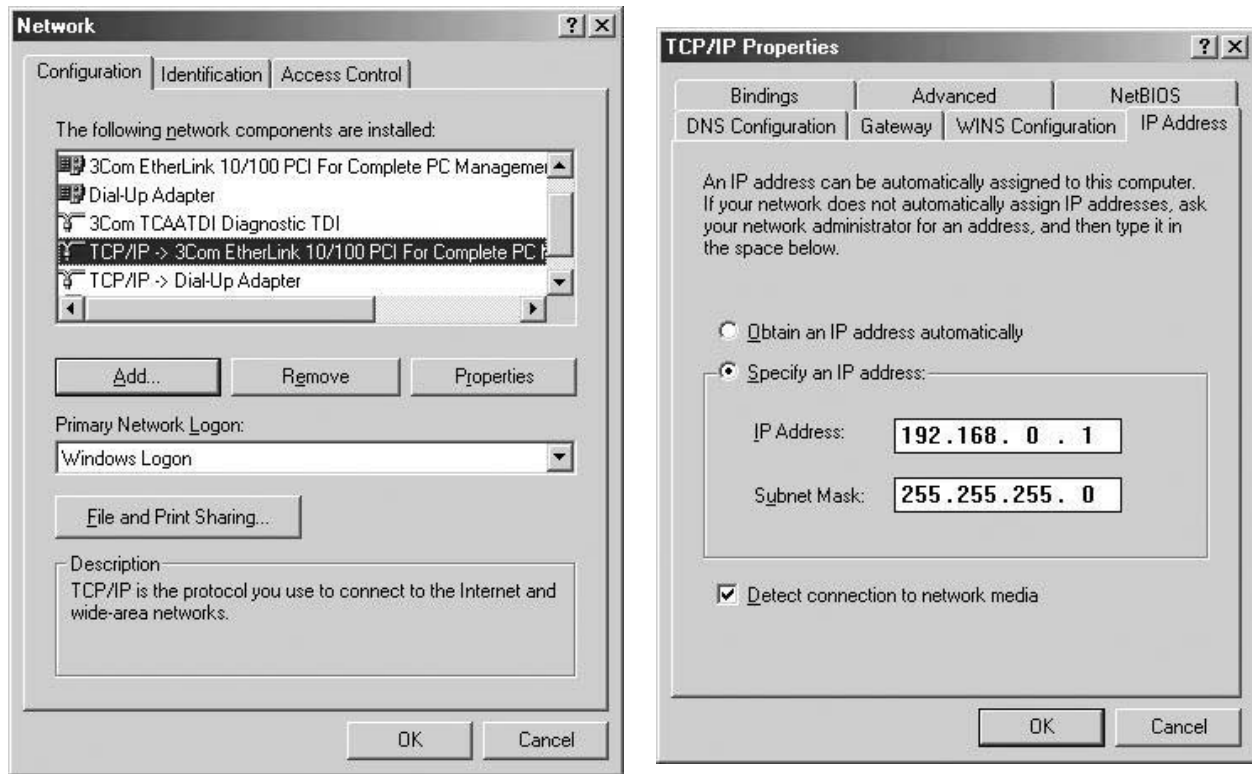 Network
Configuration
Identification
Access Control
The following network components are installed:
3Com EtherLink 10/100 PCI For Complete PC
Dial-Up Adapter
3Com TCAATDI Diagnostic TDI
TCP/IP -> 3Com EtherLink 10/100 PCI For Complete PC
TCP/IP -> Dial-Up Adapter
Add...
Remove
Properties
Primary Network Logon:
Windows Logon
File and Print Sharing...
Description
TCP/IP is the protocol you use to connect to the Internet and
wide-area networks.
OK
Cancel
TCP/IP Properties
Bindings
Advanced
NetBIOS
DNS Configuration
Gateway
WINS Configuration
IP Address
An IP address can be automatically assigned to this computer.
If your network does not automatically assign IP addresses, ask
your network administrator for an address, and then type it in
the space below.
Obtain an IP address automatically
Specify an IP address:
IP Address:
192.168. 0 . 1
Subnet Mask:
255.255.255. 0
Detect connection to network media
OK
Cancel